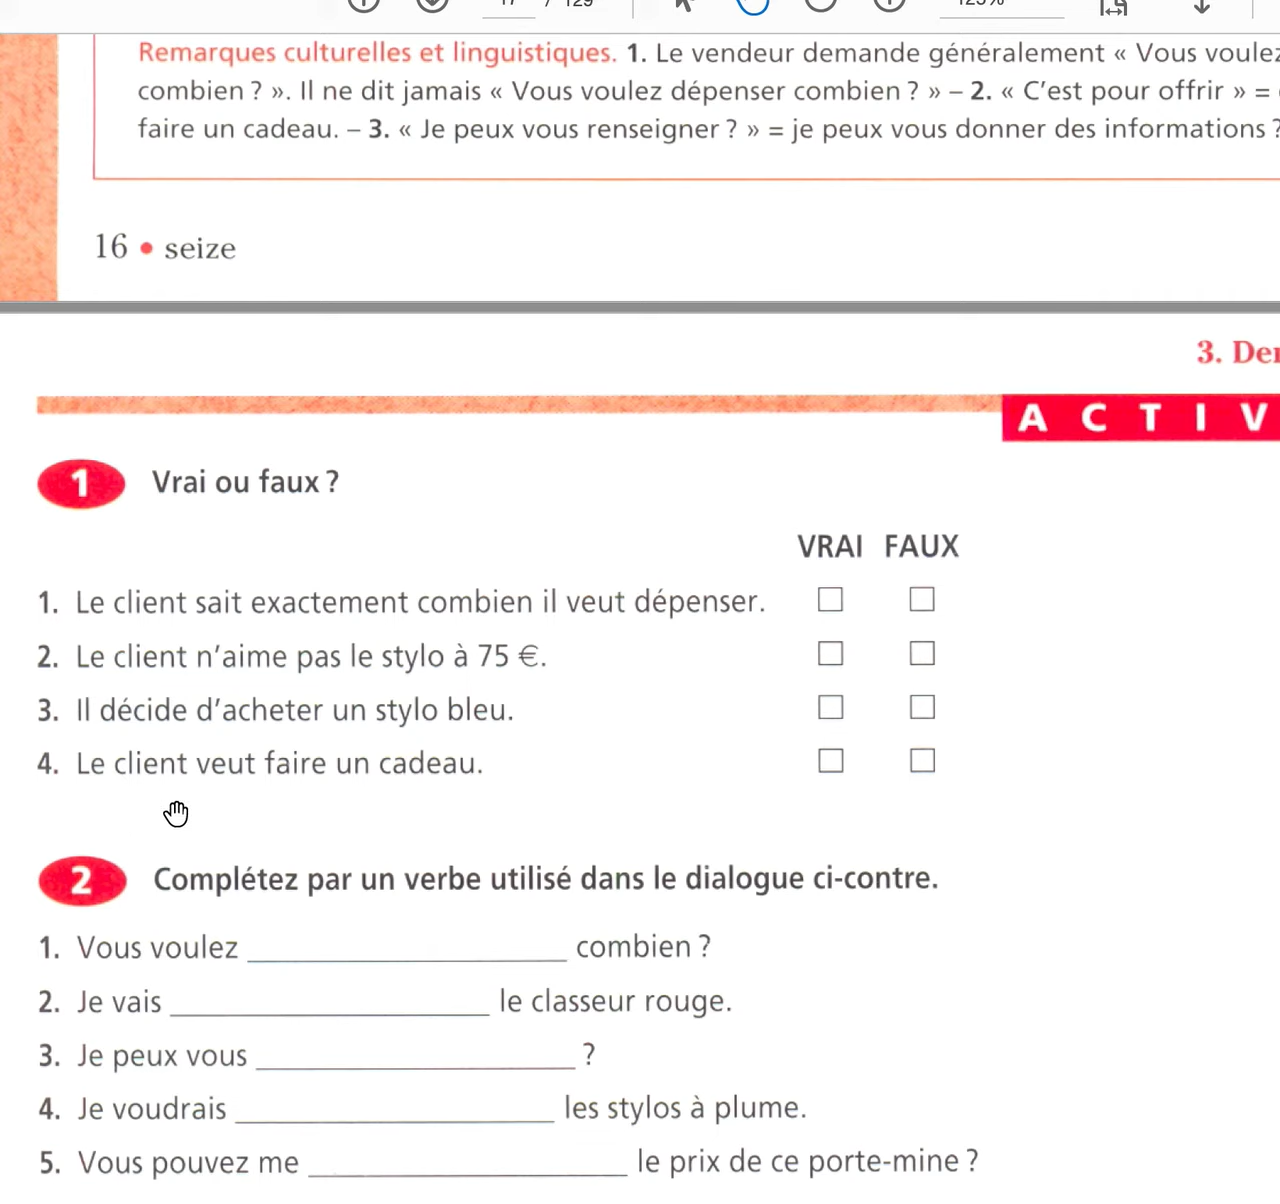 Remarques culturelles et linguistiques. 1. Le vendeur demande généralement « Vous voulez
combien ? ». Il ne dit jamais « Vous voulez dépenser combien ? » – 2. « C'est pour offrir » =
faire un cadeau. – 3. « Je peux vous renseigner ? » = je peux vous donner des informations ?
16 • seize
3. De
A C T I V
1 Vrai ou faux ?
VRAI FAUX
1. Le client sait exactement combien il veut dépenser.
2. Le client n'aime pas le stylo à 75 €.
3. Il décide d'acheter un stylo bleu.
4. Le client veut faire un cadeau.
2 Complétez par un verbe utilisé dans le dialogue ci-contre.
1. Vous voulez ____ combien ?
2. Je vais ____ le classeur rouge.
3. Je peux vous ____ ?
4. Je voudrais ____ les stylos à plume.
5. Vous pouvez me ____ le prix de ce porte-mine ?